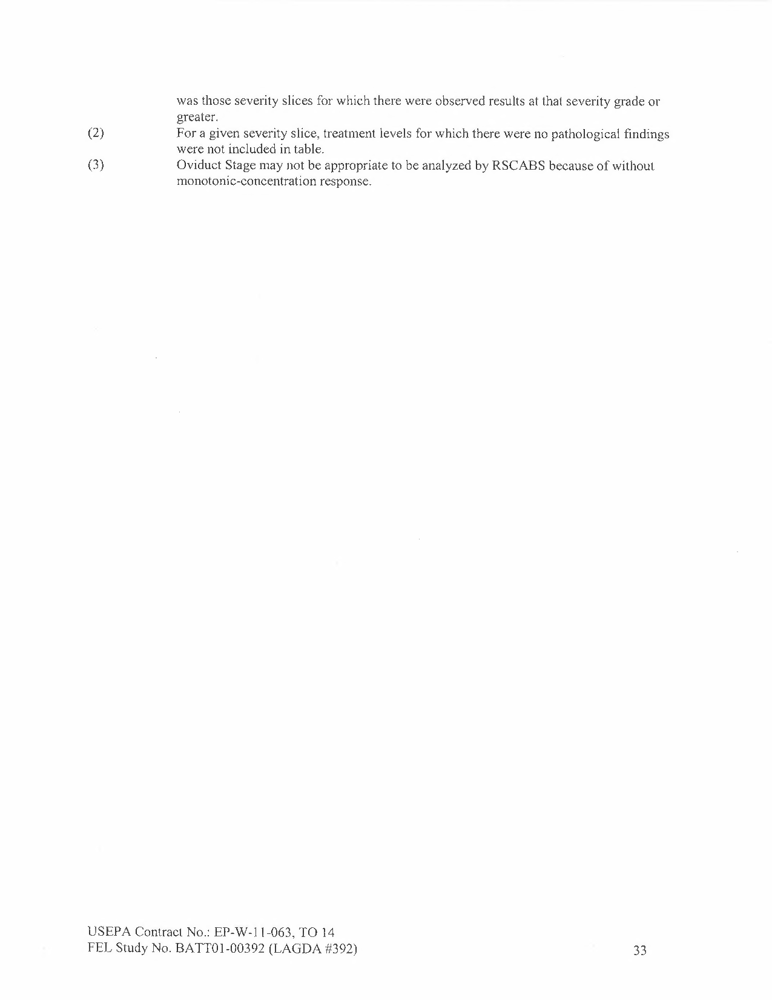 was those severity slices for which there were observed results at that severity grade or
greater.
(2) For a given severity slice, treatment levels for which there were no pathological findings
were not included in table.
(3) Oviduct Stage may not be appropriate to be analyzed by RSCABS because of without
monotonic-concentration response.
USEPA Contract No.: EP-W-11-063, TO 14
FEL Study No. BATT01-00392 (LAGDA #392) 33